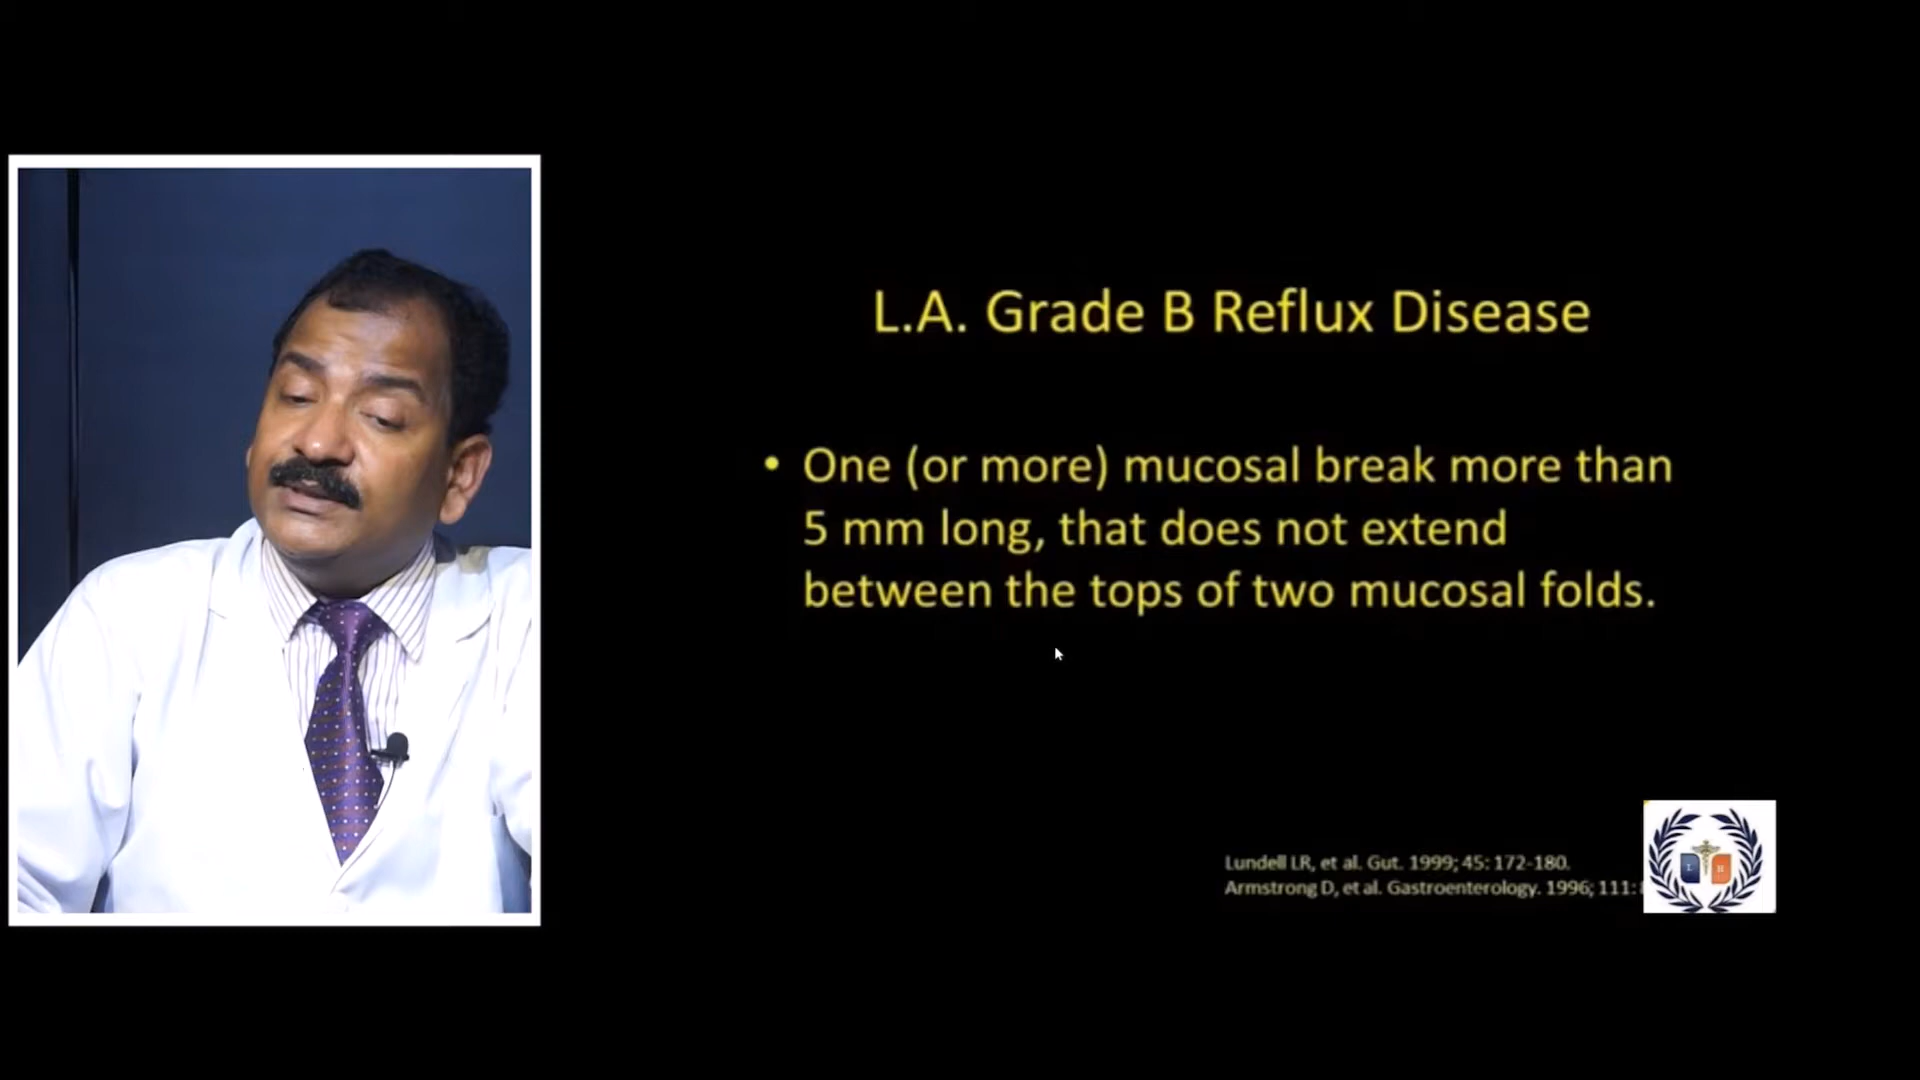 L.A. Grade B Reflux Disease
• One (or more) mucosal break more than
5 mm long, that does not extend
between the tops of two mucosal folds.
Lundell LR, et al. Gut. 1999; 45: 172-180.
Armstrong D, et al. Gastroenterology. 1996; 111: